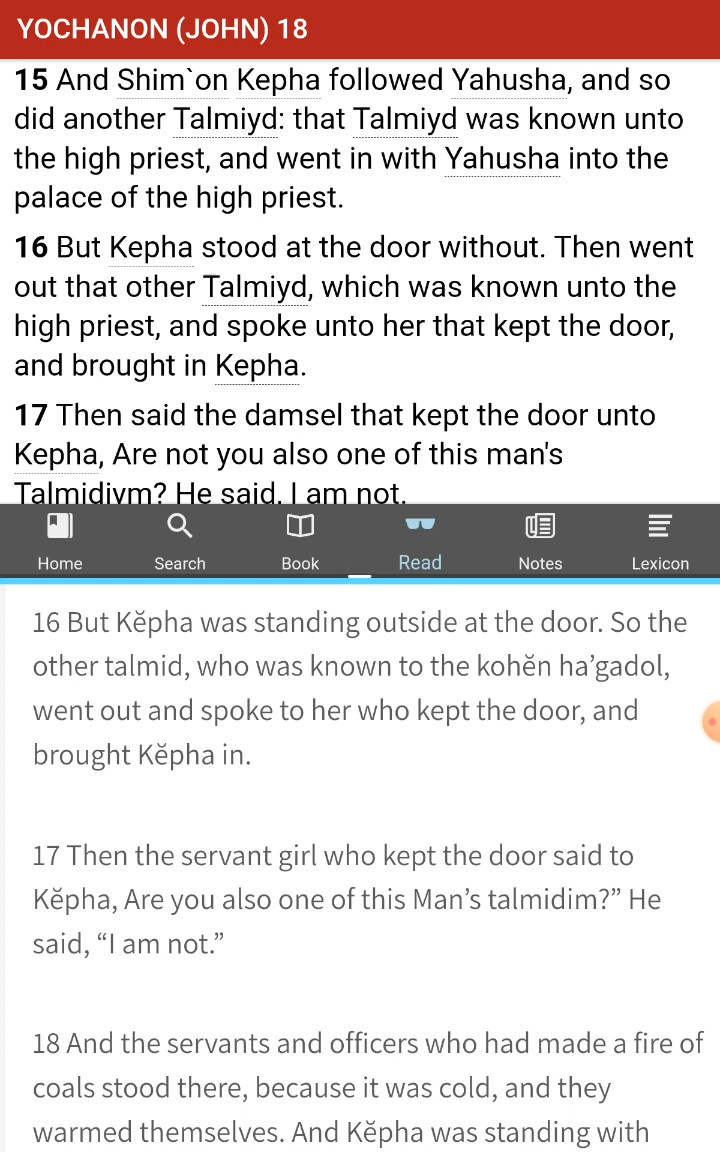 YOCHANON (JOHN) 18
15 And Shim`on Kepha followed Yahusha, and so
did another Talmiyd: that Talmiyd was known unto
the high priest, and went in with Yahusha into the
palace of the high priest.
16 But Kepha stood at the door without. Then went
out that other Talmiyd, which was known unto the
high priest, and spoke unto her that kept the door,
and brought in Kepha.
17 Then said the damsel that kept the door unto
Kepha, Are not you also one of this man's
Talmidiym? He said, I am not.
Home Search Book Read Notes Lexicon
16 But Kĕpha was standing outside at the door. So the
other talmid, who was known to the kohĕn ha’gadol,
went out and spoke to her who kept the door, and
brought Kĕpha in.
17 Then the servant girl who kept the door said to
Kĕpha, Are you also one of this Man’s talmidim?” He
said, “I am not.”
18 And the servants and officers who had made a fire of
coals stood there, because it was cold, and they
warmed themselves. And Kĕpha was standing with